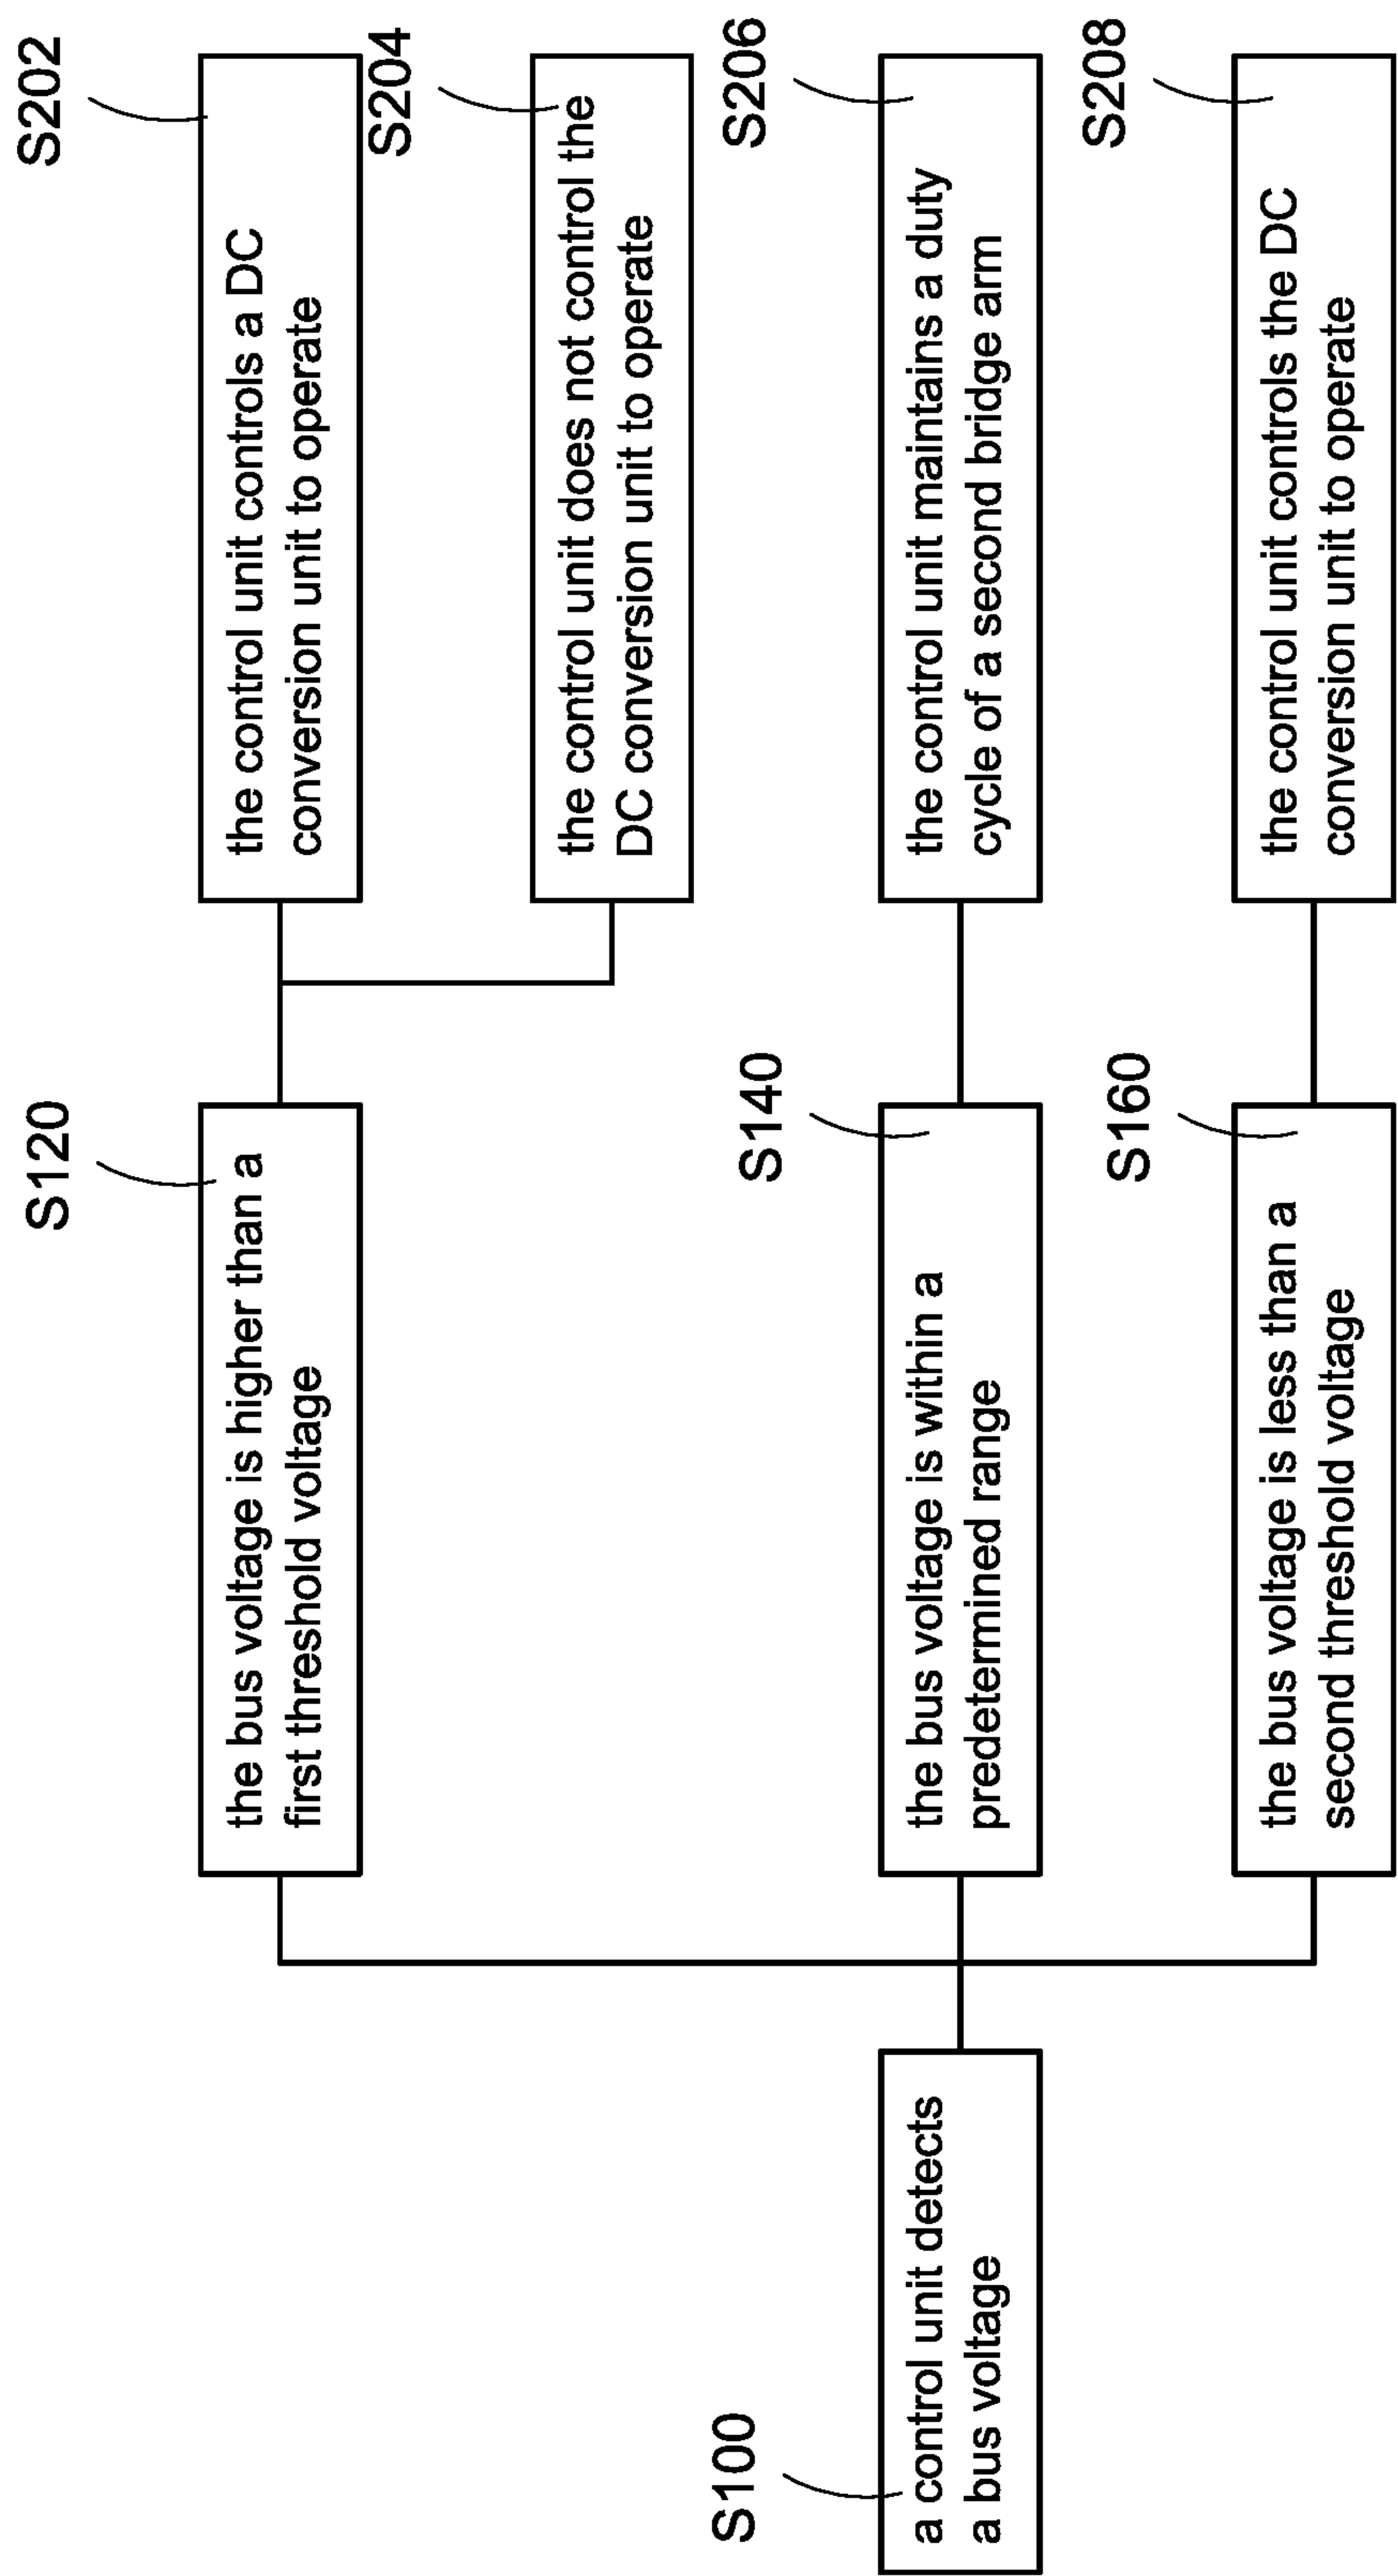 S100
a control unit detects
a bus voltage
S120
the bus voltage is higher than a
first threshold voltage
S202
the control unit controls a DC
conversion unit to operate
S204
the control unit does not control the
DC conversion unit to operate
S140
the bus voltage is within a
predetermined range
S206
the control unit maintains a duty
cycle of a second bridge arm
S160
the bus voltage is less than a
second threshold voltage
S208
the control unit controls the DC
conversion unit to operate